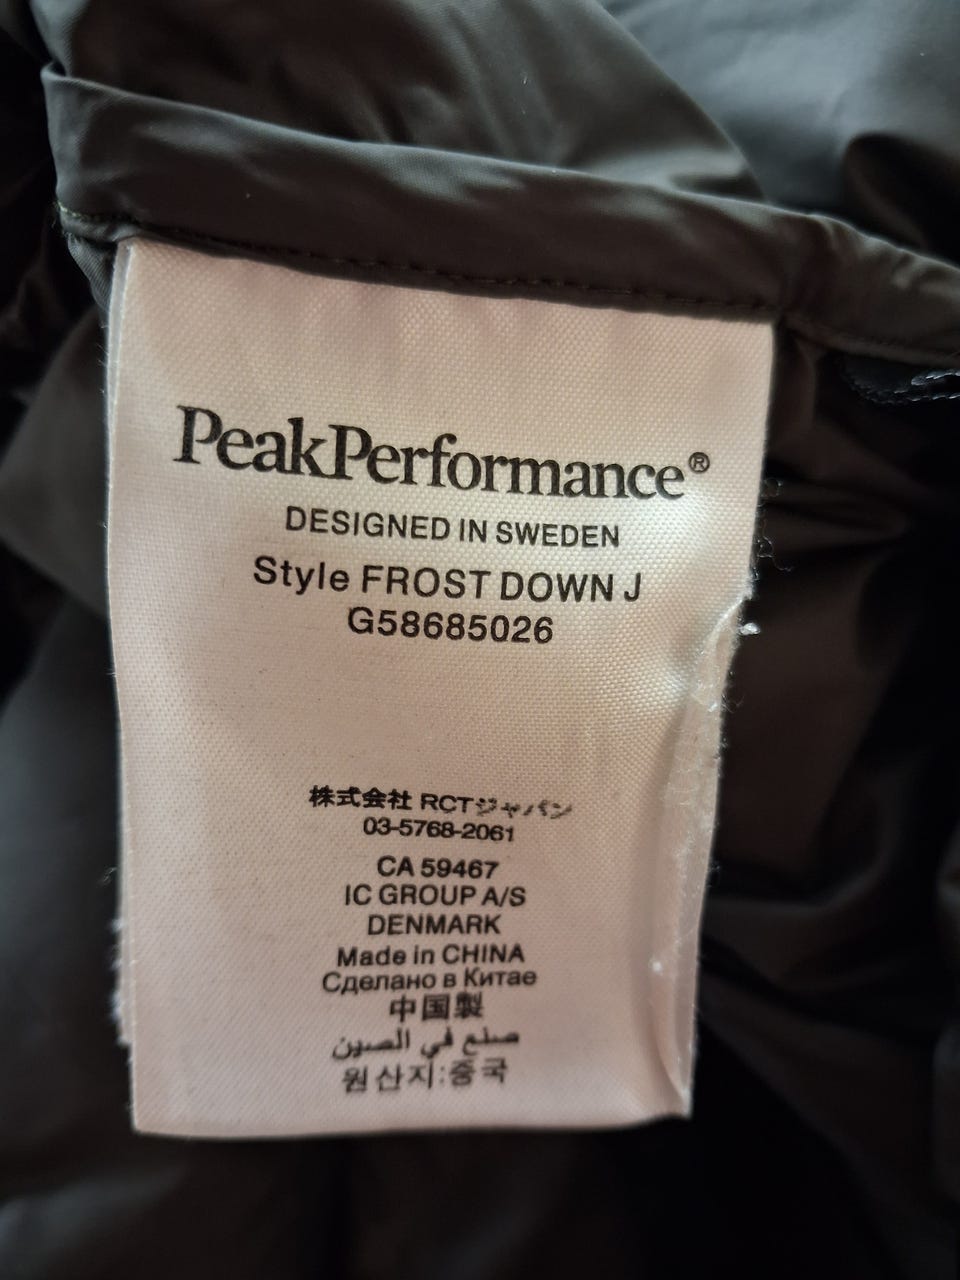 PeakPerformance®
DESIGNED IN SWEDEN
Style FROST DOWN J
G58685026
株式会社 RCTジャパン
03-5768-2061
CA 59467
IC GROUP A/S
DENMARK
Made in CHINA
Сделано в Китае
中国製
صنع في الصين
원산지:중국